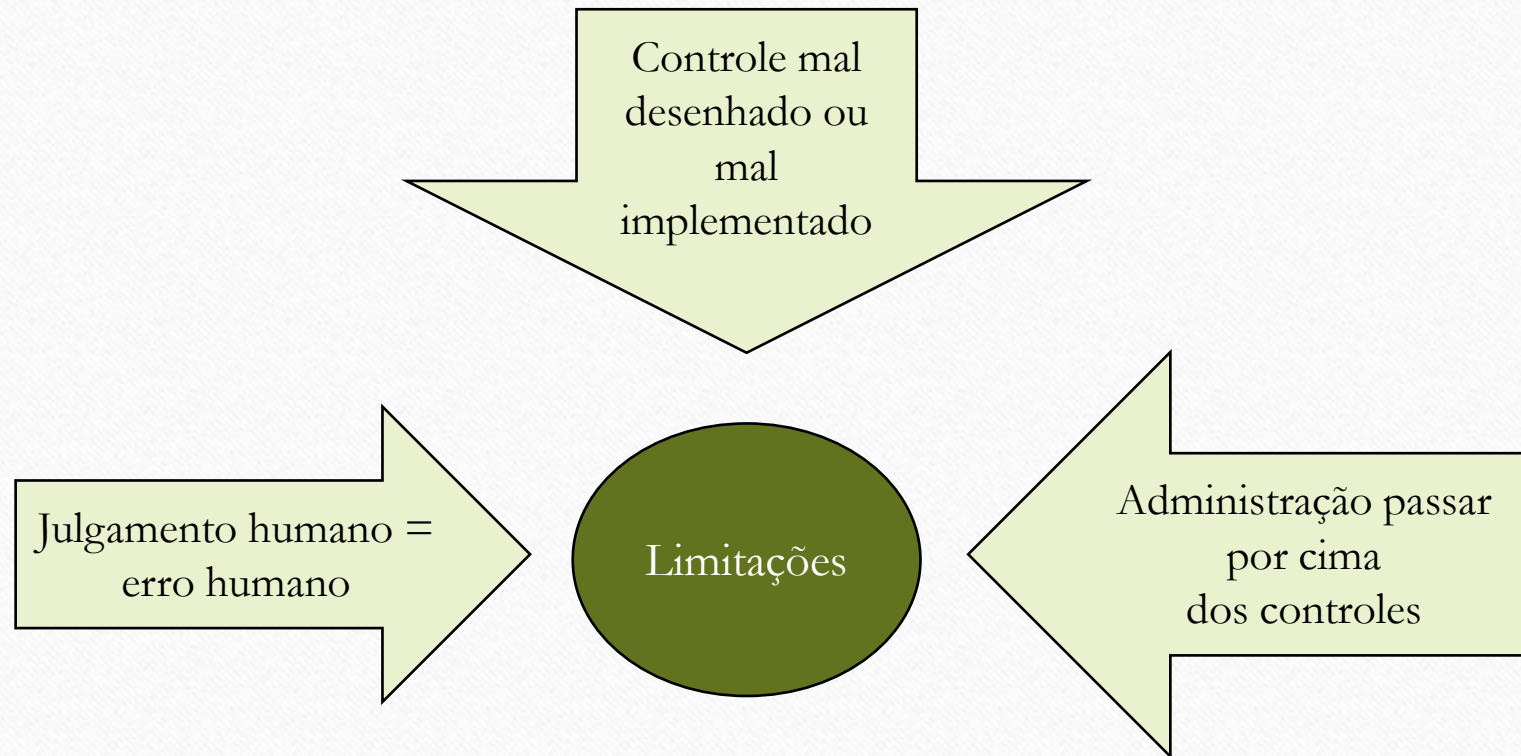 Controle mal
desenhado ou
mal
implementado
Julgamento humano =
erro humano
Limitações
Administração passar
por cima
dos controles